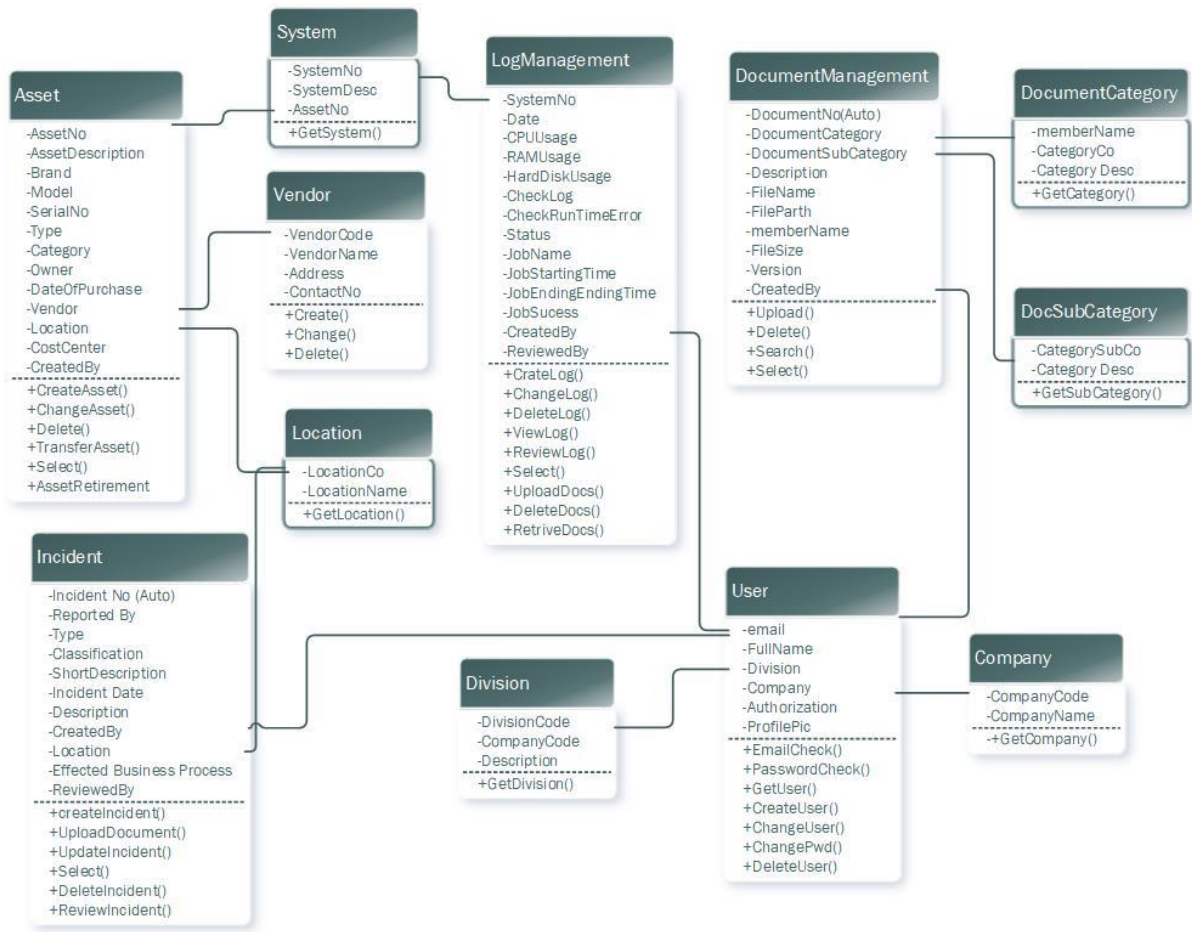 System
-SystemNo
-SystemDesc
-AssetNo
+GetSystem()
Asset
-AssetNo
-AssetDescription
-Brand
-Model
-SerialNo
-Type
-Category
-Owner
-DateOfPurchase
-Vendor
-Location
-CostCenter
-CreatedBy
+CreateAsset()
+ChangeAsset()
+Delete()
+TransferAsset()
+Select()
+AssetRetirement
Vendor
-VendorCode
-VendorName
-Address
-ContactNo
+Create()
+Change()
+Delete()
Location
-LocationCo
-LocationName
+GetLocation()
LogManagement
-SystemNo
-Date
-CPUUsage
-RAMUsage
-HardDiskUsage
-CheckLog
-CheckRunTimeError
-Status
-JobName
-JobStartingTime
-JobEndingEndingTime
-JobSucess
-CreatedBy
-ReviewedBy
+CrateLog()
+ChangeLog()
+DeleteLog()
+ViewLog()
+ReviewLog()
+Select()
+UploadDocs()
+DeleteDocs()
+RetriveDocs()
DocumentManagement
-DocumentNo(Auto)
-DocumentCategory
-DocumentSubCategory
-Description
-FileName
-FileParth
-memberName
-FileSize
-Version
-CreatedBy
+Upload()
+Delete()
+Search()
+Select()
DocumentCategory
-memberName
-CategoryCo
-Category Desc
+GetCategory()
DocSubCategory
-CategorySubCo
-Category Desc
+GetSubCategory()
Incident
-Incident No (Auto)
-Reported By
-Type
-Classification
-ShortDescription
-Incident Date
-Description
-CreatedBy
-Location
-Effected Business Process
-ReviewedBy
+createIncident()
+UploadDocument()
+UpdateIncident()
+Select()
+DeleteIncident()
+ReviewIncident()
Division
-DivisionCode
-CompanyCode
-Description
+GetDivision()
User
-email
-FullName
-Division
-Company
-Authorization
-ProfilePic
+EmailCheck()
+PasswordCheck()
+GetUser()
+CreateUser()
+ChangeUser()
+ChangePwd()
+DeleteUser()
Company
-CompanyCode
-CompanyName
-+GetCompany()